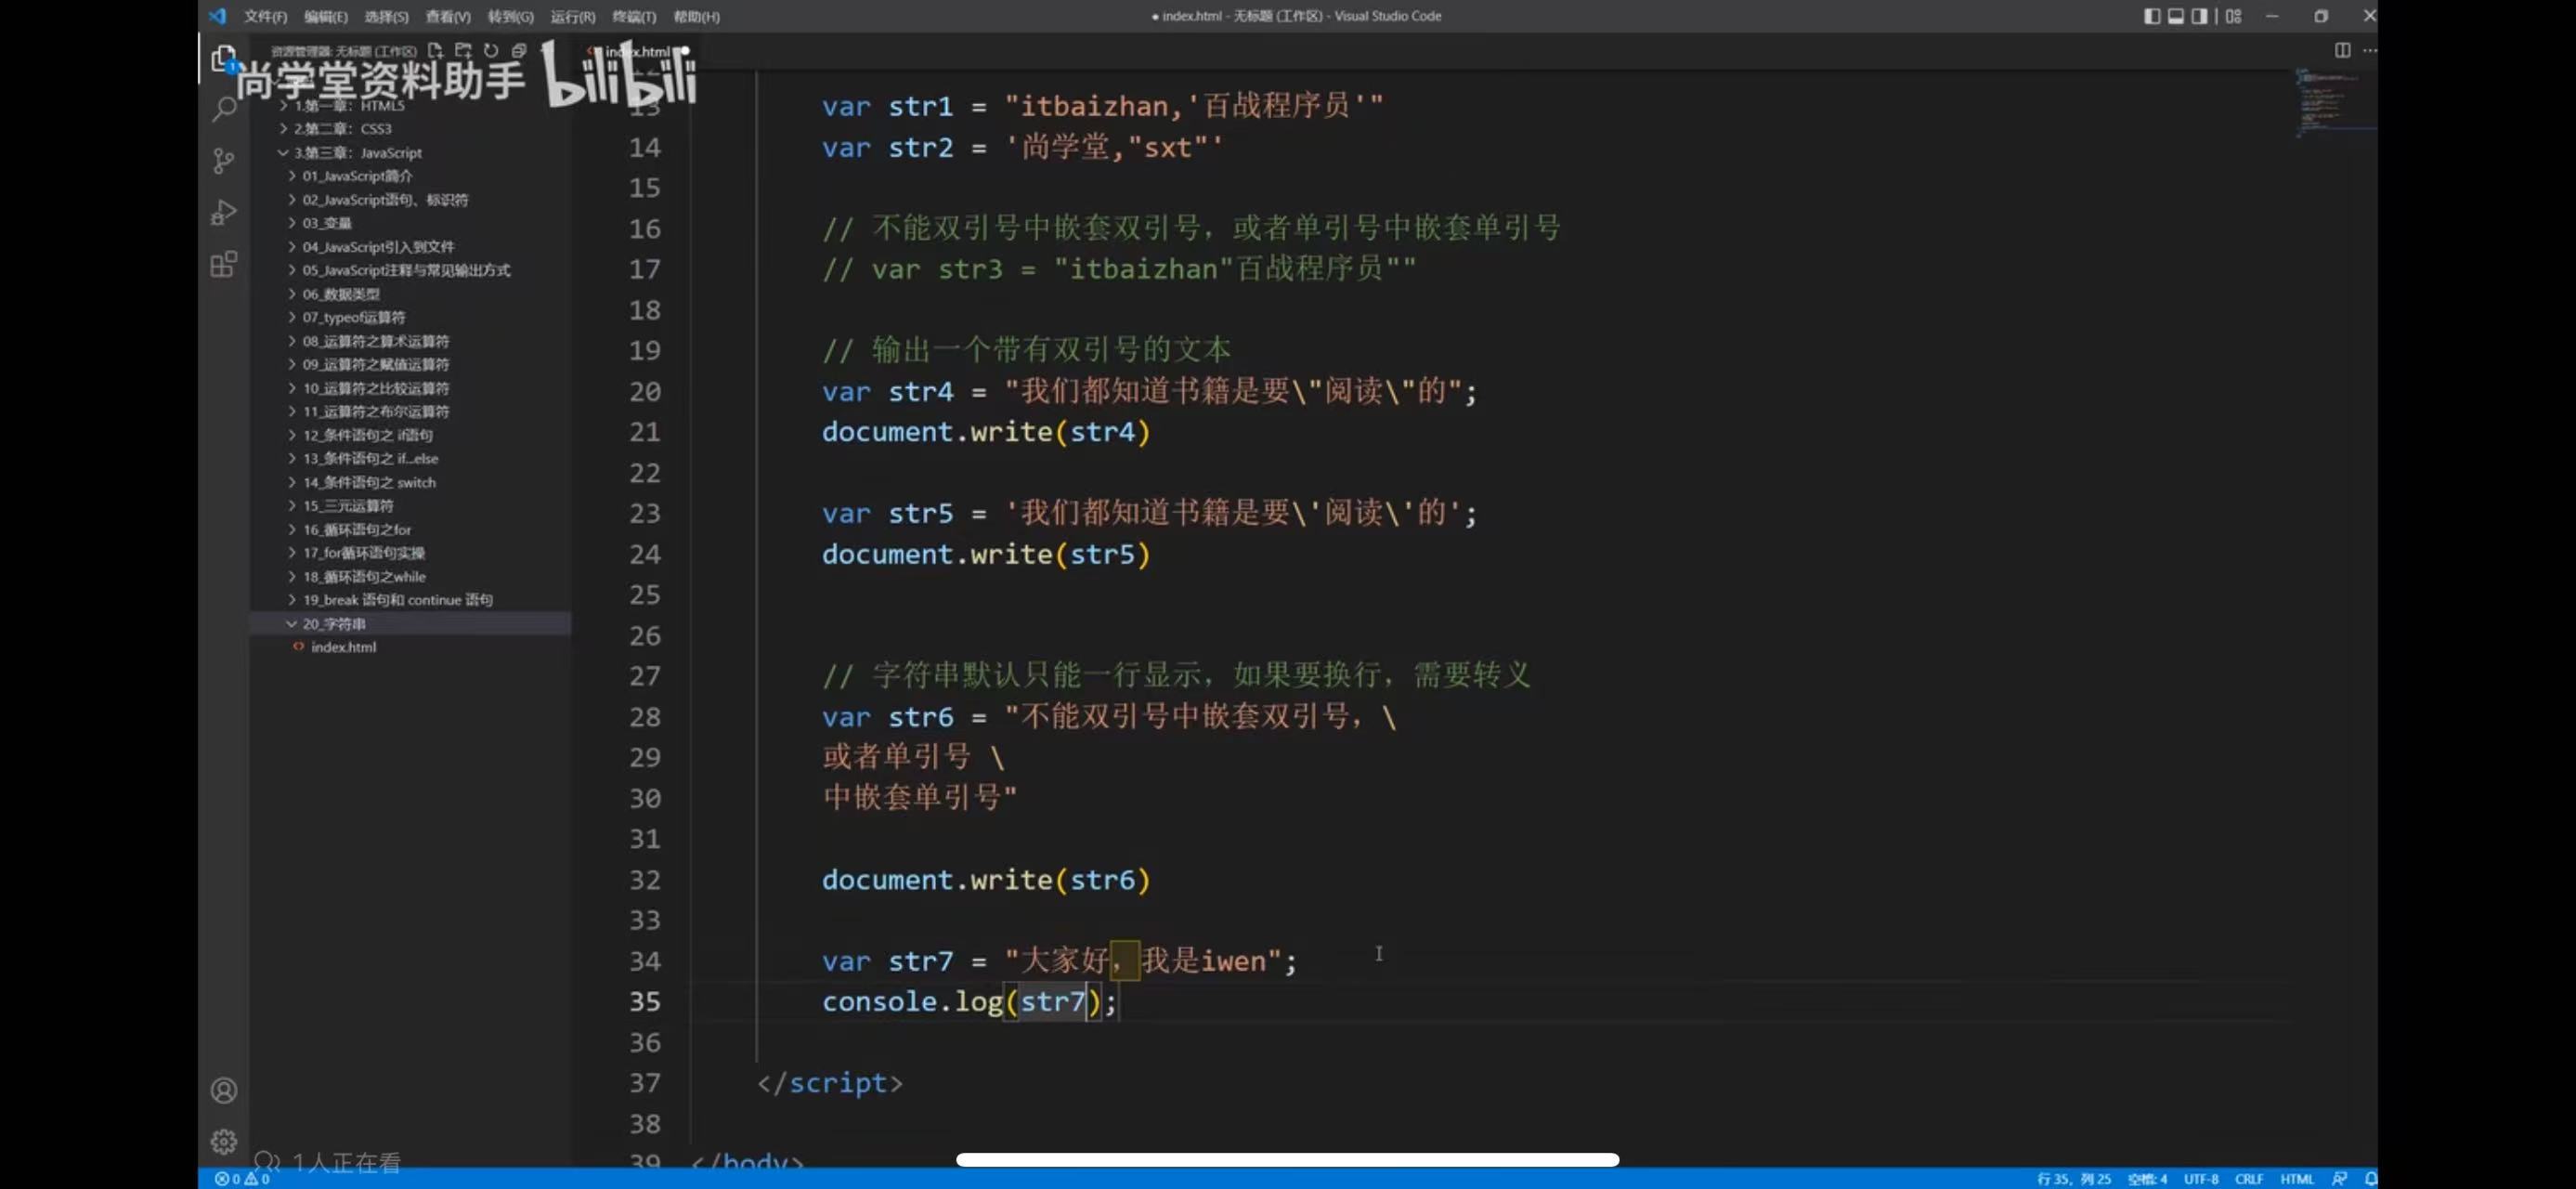 文件(F) 编辑(E) 选择(S) 查看(V) 转到(G) 运行(R) 终端(T) 帮助(H)
● index.html - 无标题 (工作区) - Visual Studio Code
资源管理器: 无标题 (工作区)
index.html
尚学堂资料助手 bilibili
1
1.第一章：HTML5
2.第二章：CSS3
3.第三章：JavaScript
01_JavaScript简介
02_JavaScript语句、标识符
03_变量
04_JavaScript引入到文件
05_JavaScript注释与常见输出方式
06_数据类型
07_typeof运算符
08_运算符之算术运算符
09_运算符之赋值运算符
10_运算符之比较运算符
11_运算符之布尔运算符
12_条件语句之 if语句
13_条件语句之 if...else
14_条件语句之 switch
15_三元运算符
16_循环语句之for
17_for循环语句实操
18_循环语句之while
19_break 语句和 continue 语句
20_字符串
index.html
13 var str1 = "itbaizhan,'百战程序员'"
14 var str2 = '尚学堂,"sxt"'
15
16 // 不能双引号中嵌套双引号，或者单引号中嵌套单引号
17 // var str3 = "itbaizhan"百战程序员""
18
19 // 输出一个带有双引号的文本
20 var str4 = "我们都知道书籍是要\"阅读\"的";
21 document.write(str4)
22
23 var str5 = '我们都知道书籍是要\'阅读\'的';
24 document.write(str5)
25
26
27 // 字符串默认只能一行显示，如果要换行，需要转义
28 var str6 = "不能双引号中嵌套双引号，\
29 或者单引号 \
30 中嵌套单引号"
31
32 document.write(str6)
33
34 var str7 = "大家好，我是iwen";
35 console.log(str7);
36
37 </script>
38
39 </body>
1人正在看
0 0
行 35，列 25 空格: 4 UTF-8 CRLF HTML